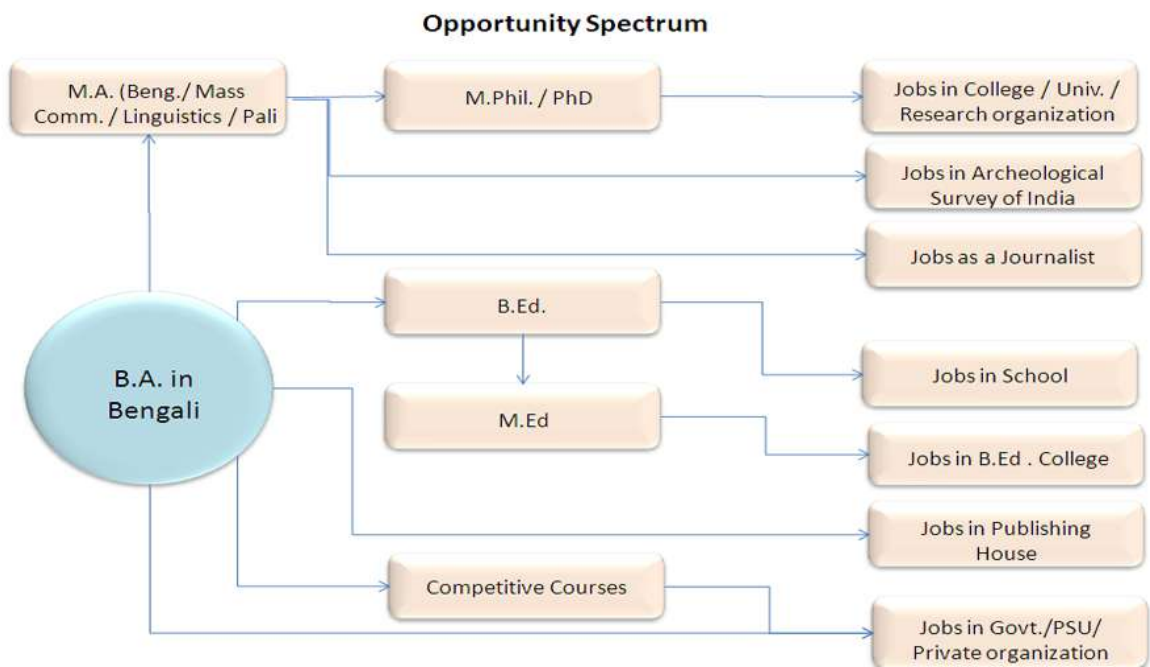 Opportunity Spectrum
M.A. (Beng./ Mass
Comm. / Linguistics / Pali
M.Phil. / PhD
Jobs in College / Univ. /
Research organization
Jobs in Archeological
Survey of India
Jobs as a Journalist
B.Ed.
B.A. in
Bengali
Jobs in School
M.Ed
Jobs in B.Ed . College
Jobs in Publishing
House
Competitive Courses
Jobs in Govt./PSU/
Private organization